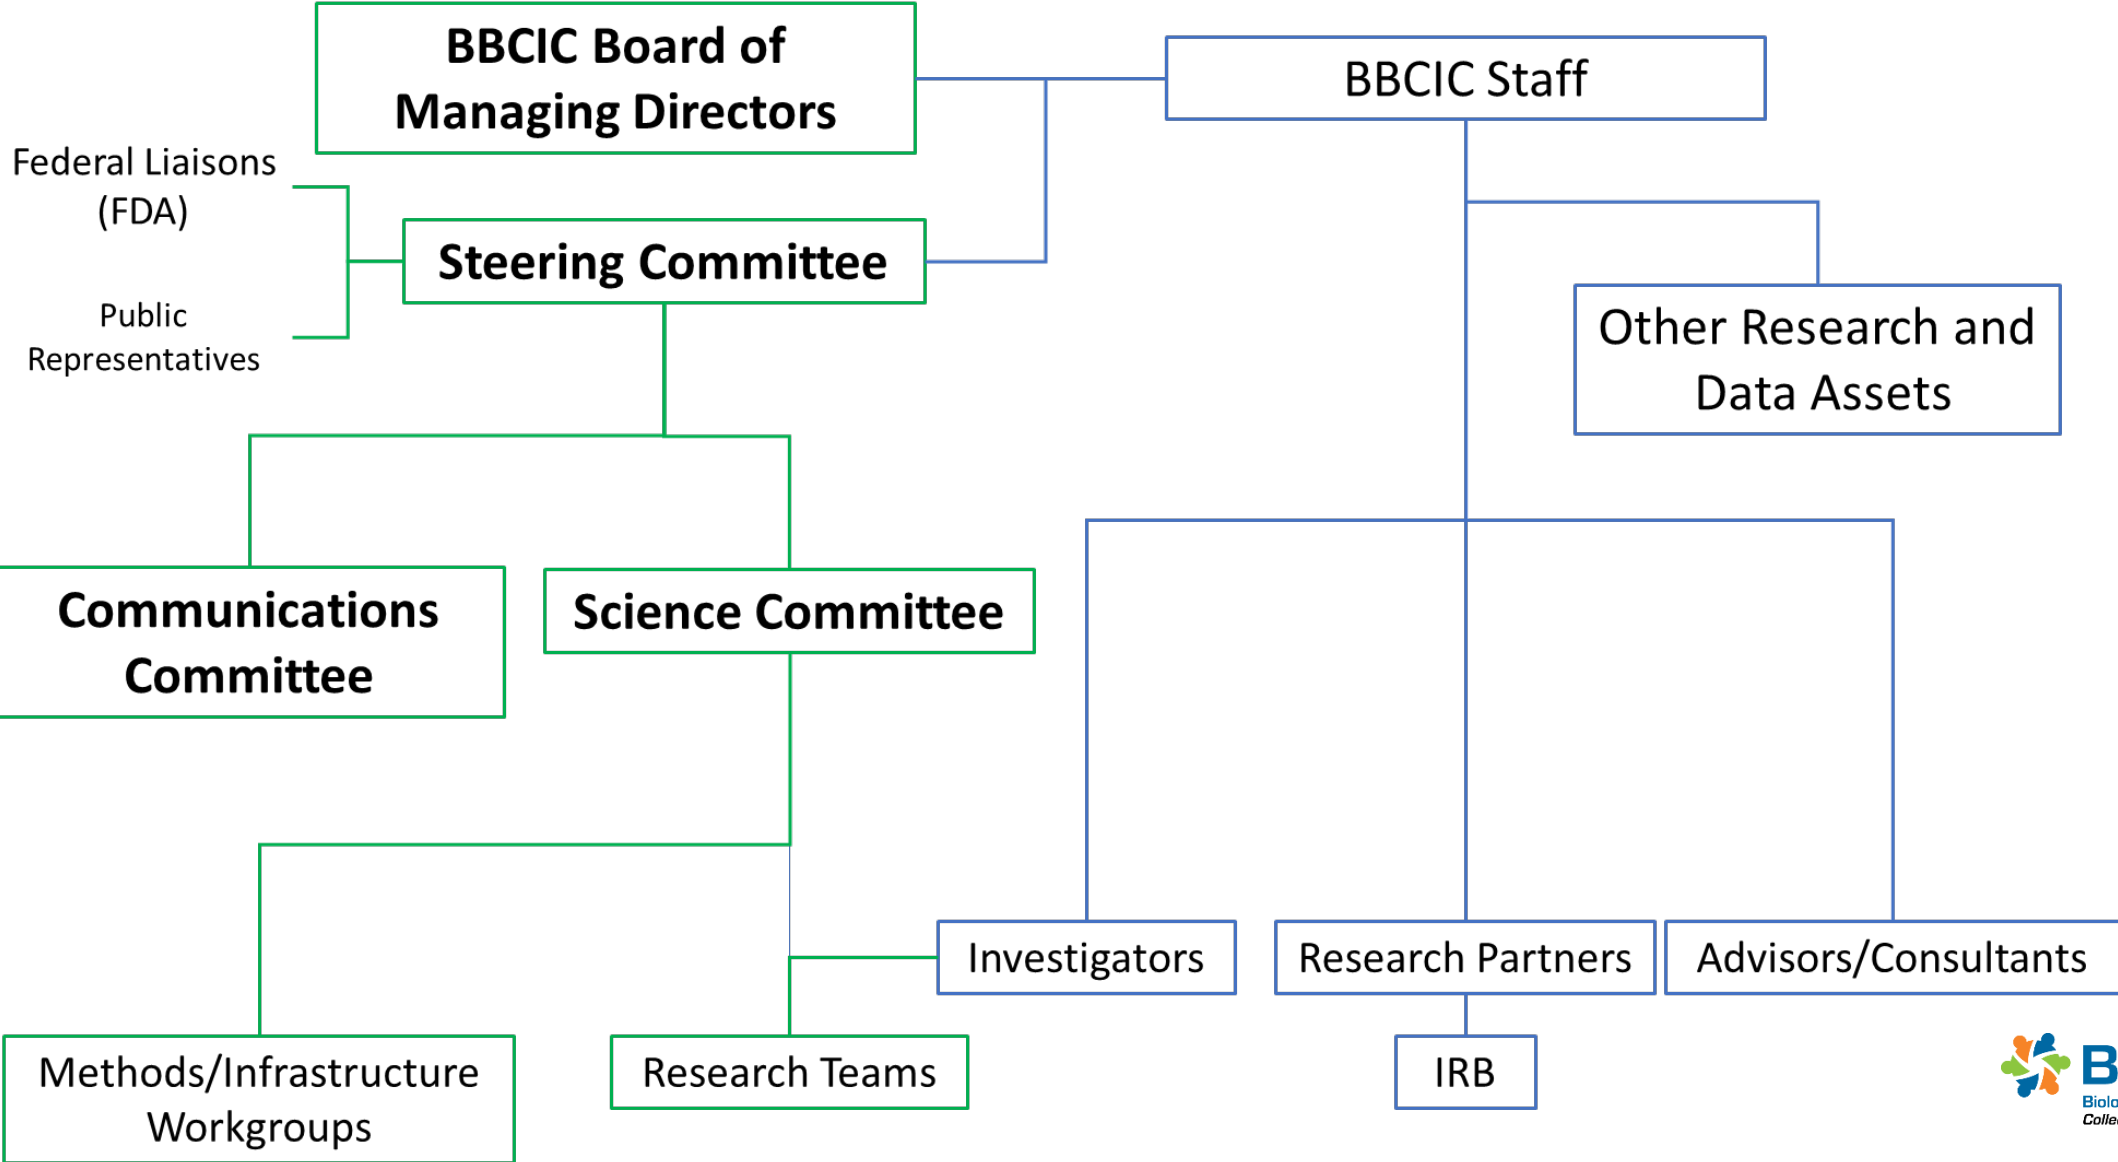 BBCIC Board of
Managing Directors
BBCIC Staff
Federal Liaisons
(FDA)
Steering Committee
Public
Representatives
Other Research and
Data Assets
Communications
Committee
Science Committee
Investigators
Research Partners
Advisors/Consultants
Methods/Infrastructure
Workgroups
Research Teams
IRB